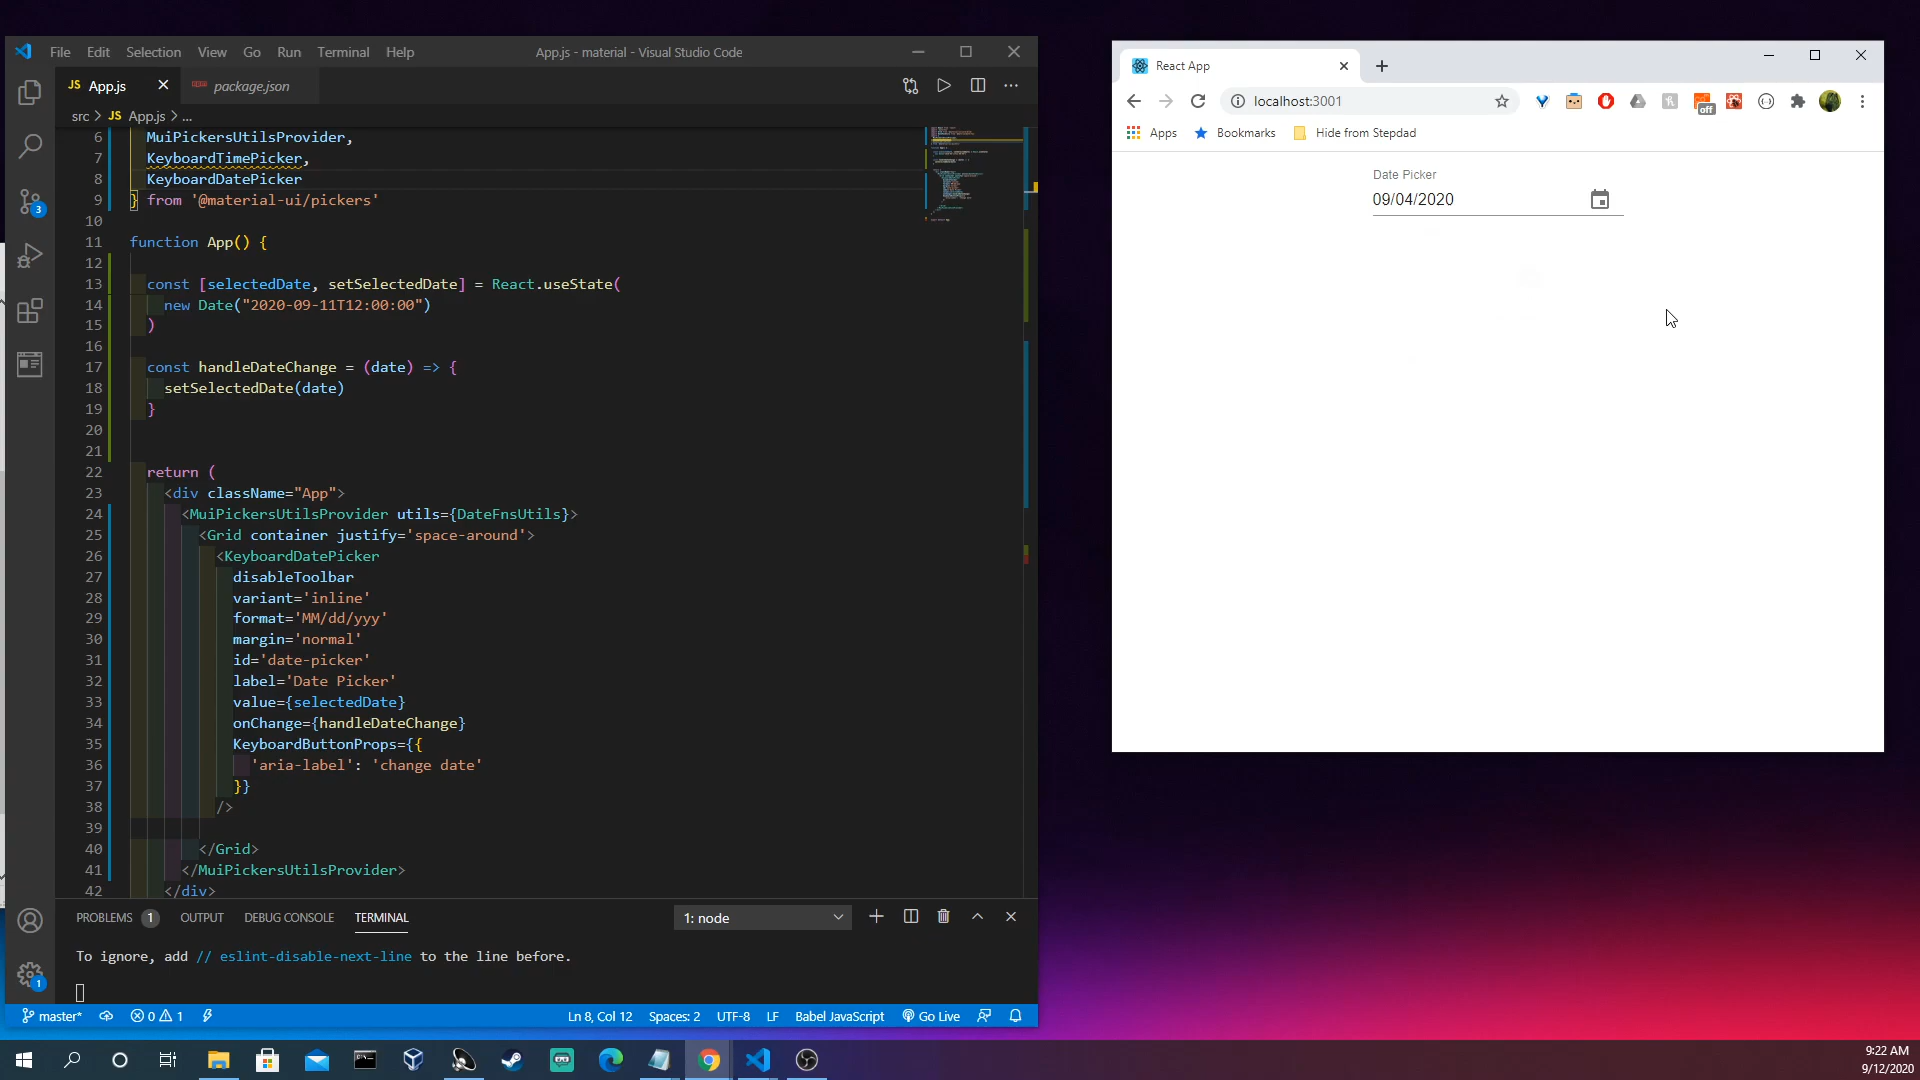 File Edit Selection View Go Run Terminal Help App.js - material - Visual Studio Code
JS App.js package.json
src > JS App.js > ...
6 MuiPickersUtilsProvider,
7 KeyboardTimePicker,
8 KeyboardDatePicker
9 } from '@material-ui/pickers'
10
11 function App() {
12
13 const [selectedDate, setSelectedDate] = React.useState(
14 new Date("2020-09-11T12:00:00")
15 )
16
17 const handleDateChange = (date) => {
18 setSelectedDate(date)
19 }
20
21
22 return (
23 <div className="App">
24 <MuiPickersUtilsProvider utils={DateFnsUtils}>
25 <Grid container justify='space-around'>
26 <KeyboardDatePicker
27 disableToolbar
28 variant='inline'
29 format='MM/dd/yyy'
30 margin='normal'
31 id='date-picker'
32 label='Date Picker'
33 value={selectedDate}
34 onChange={handleDateChange}
35 KeyboardButtonProps={{
36 'aria-label': 'change date'
37 }}
38 />
39
40 </Grid>
41 </MuiPickersUtilsProvider>
42 </div>
PROBLEMS 1 OUTPUT DEBUG CONSOLE TERMINAL 1: node
To ignore, add // eslint-disable-next-line to the line before.
3
1
master* 0 1 Ln 8, Col 12 Spaces: 2 UTF-8 LF Babel JavaScript Go Live
React App
localhost:3001
off
Apps Bookmarks Hide from Stepdad
Date Picker
09/04/2020
9:22 AM
9/12/2020